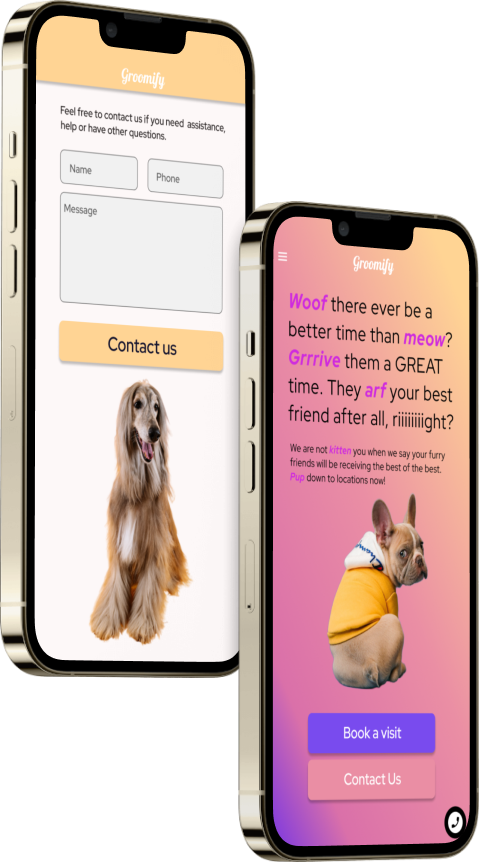 Groomify
Feel free to contact us if you need assistance,
help or have other questions.
Name
Phone
Message
Contact us
Groomify
Woof there ever be a
better time than meow?
Grrrive them a GREAT
time. They arf your best
friend after all, riiiiiiiight?
We are not kitten you when we say your furry
friends will be receiving the best of the best.
Pup down to locations now!
Book a visit
Contact Us